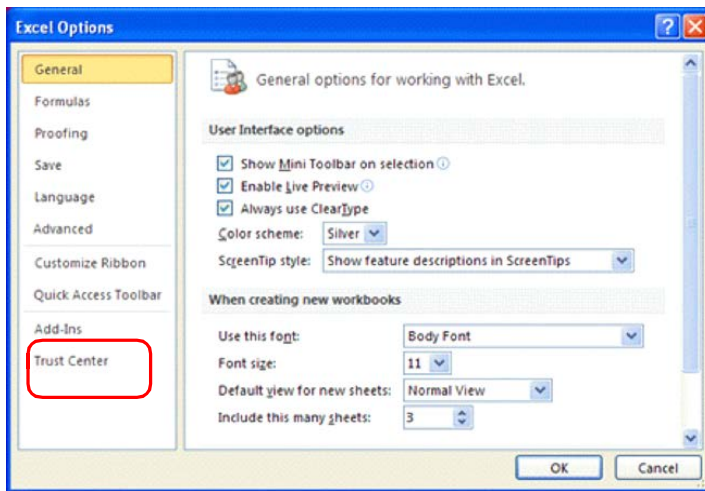 Excel Options
General
Formulas
Proofing
Save
Language
Advanced
Customize Ribbon
Quick Access Toolbar
Add-Ins
Trust Center
General options for working with Excel.
User Interface options
Show Mini Toolbar on selection
Enable Live Preview
Always use ClearType
Color scheme: Silver
ScreenTip style: Show feature descriptions in ScreenTips
When creating new workbooks
Use this font: Body Font
Font size: 11
Default view for new sheets: Normal View
Include this many sheets: 3
OK Cancel